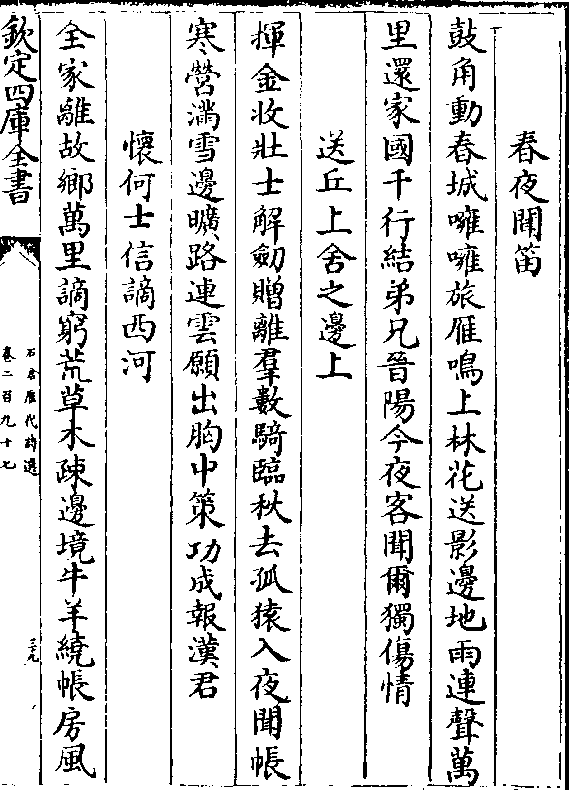 春夜聞笛
鼓角動春城嗈嗈旅雁鳴上林花送影邊地雨連聲萬
里還家國千行結弟兄晉陽今夜客聞爾獨傷情
送丘上舍之邊上
揮金收壯士解劒贈離羣數騎臨秋去孤猿入夜聞帳
寒營滿雪邊曠路連雲願出胸中策功成報漢君
懷何士信謫西河
全家離故鄉萬里謫窮荒草木疎邊境牛羊繞帳房風
欽定四庫全書
石倉歷代詩選
卷二百九十七
三十九